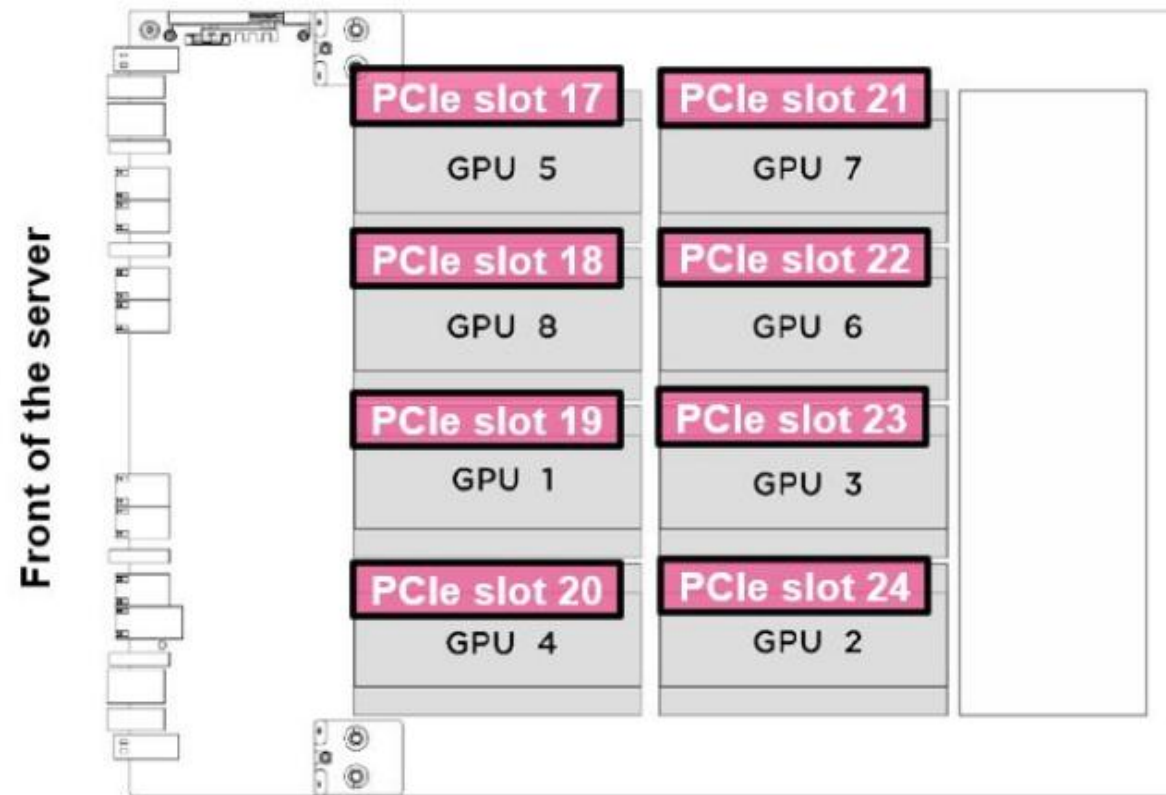 Front of the server
PCIe slot 17
GPU 5
PCIe slot 21
GPU 7
PCIe slot 18
GPU 8
PCIe slot 22
GPU 6
PCIe slot 19
GPU 1
PCIe slot 23
GPU 3
PCIe slot 20
GPU 4
PCIe slot 24
GPU 2